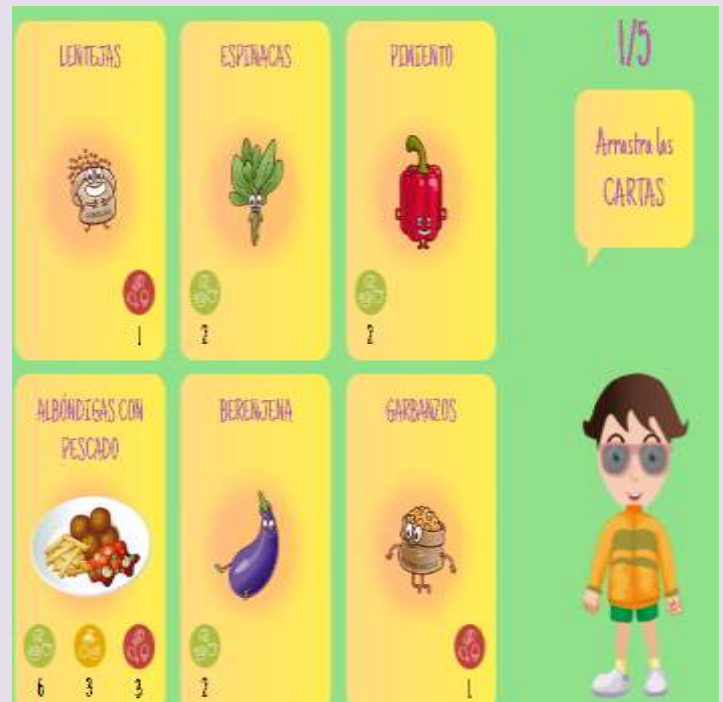 LENTEJAS
1
ESPINACAS
2
PIMIENTO
2
1/5
Arrastra las
CARTAS
ALBÓNDIGAS CON
PESCADO
6 3 3
BERENJENA
2
GARBANZOS
1